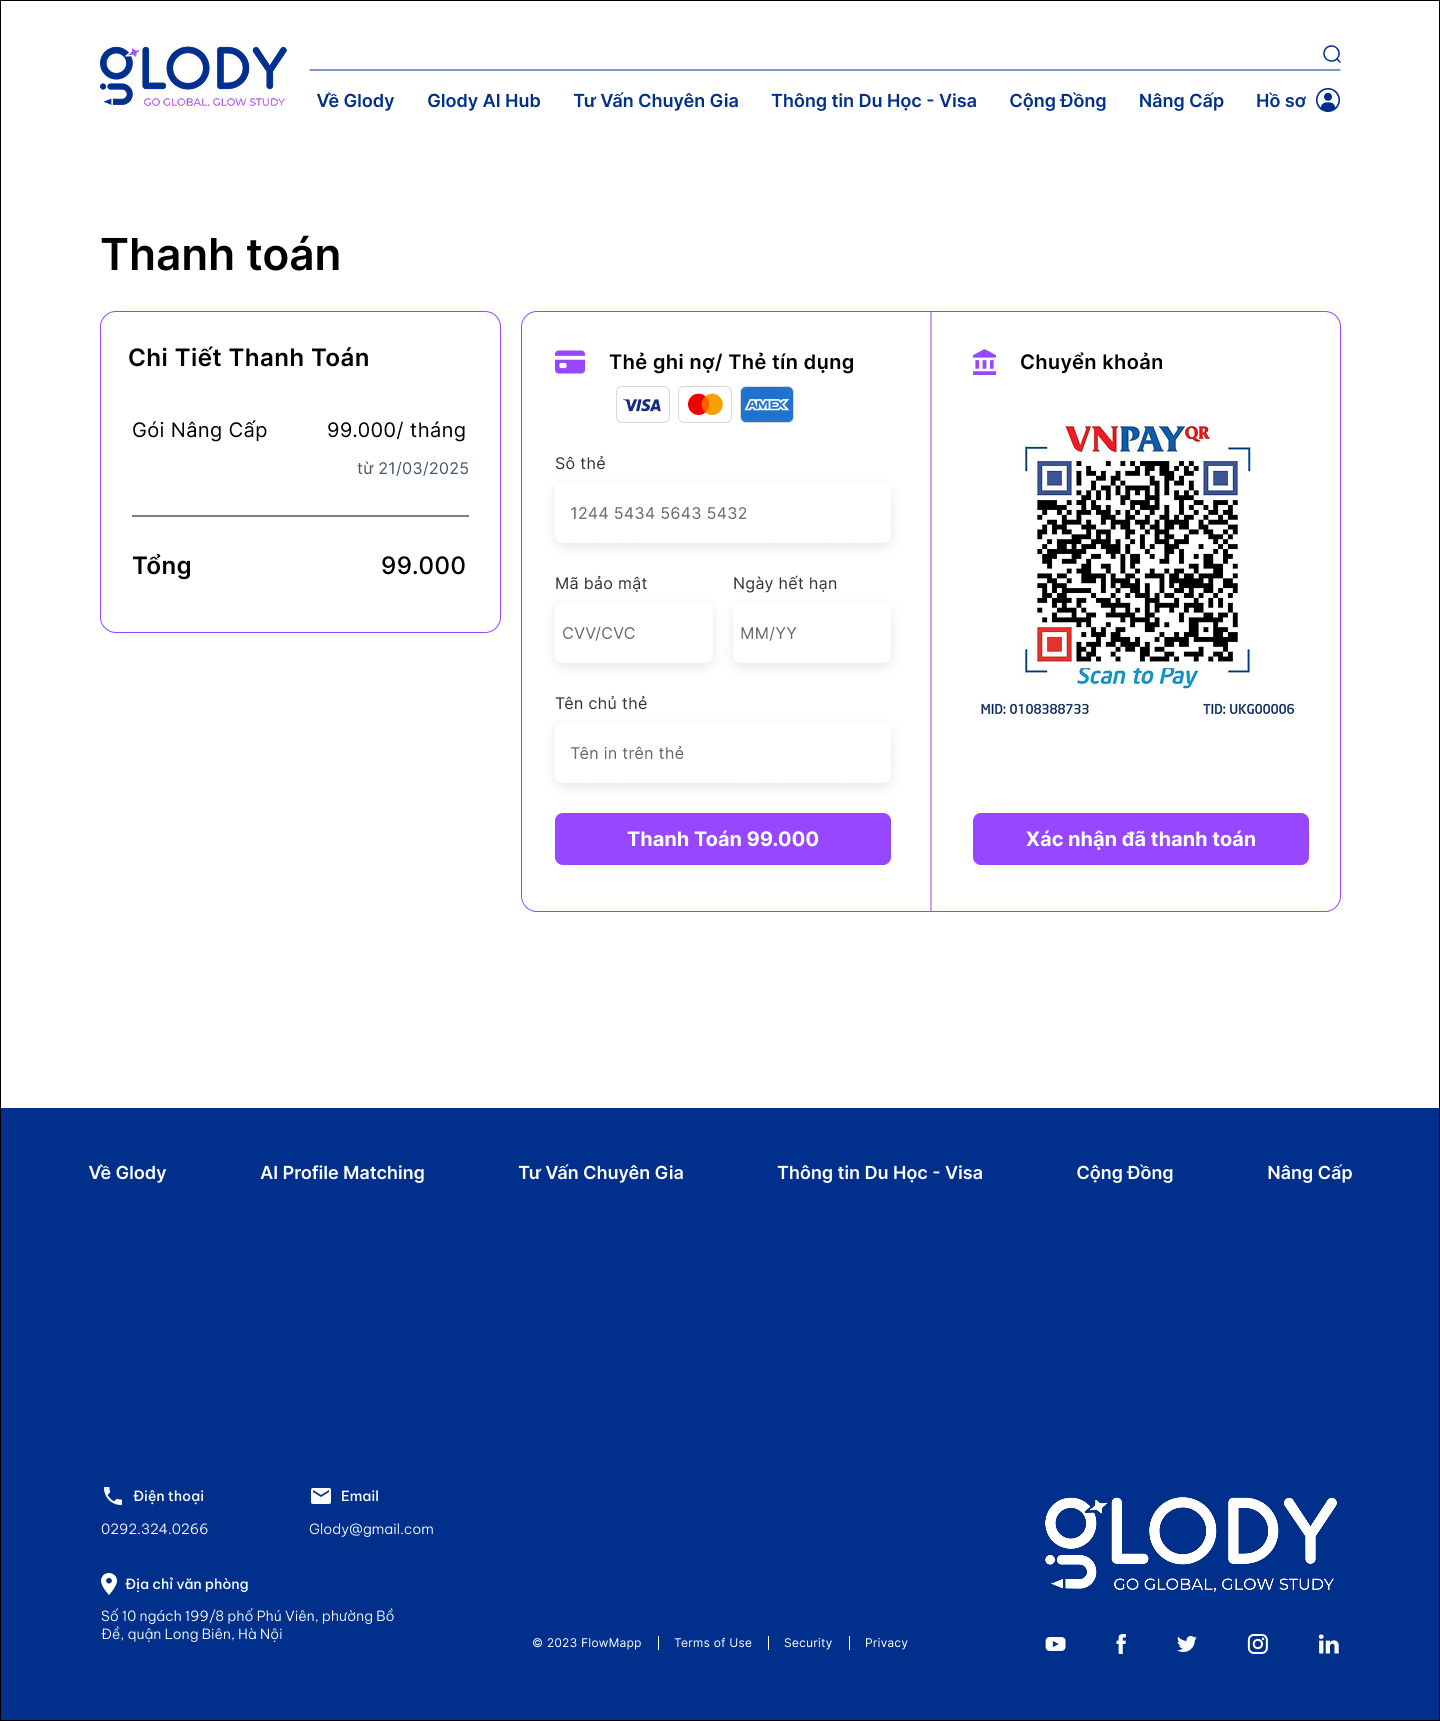 gLODY
GO GLOBAL, GLOW STUDY
Về Glody
Glody AI Hub
Tư Vấn Chuyên Gia
Thông tin Du Học - Visa
Cộng Đồng
Nâng Cấp
Hồ sơ
Thanh toán
Chi Tiết Thanh Toán
Gói Nâng Cấp 99.000/ tháng
từ 21/03/2025
Tổng 99.000
Thẻ ghi nợ/ Thẻ tín dụng
VISA
AMEX
Sô thẻ
1244 5434 5643 5432
Mã bảo mật
Ngày hết hạn
CVV/CVC
MM/YY
Tên chủ thẻ
Tên in trên thẻ
Thanh Toán 99.000
Chuyển khoản
VNPAYQR
Scan to Pay
MID: 0108388733
TID: UKG00006
Xác nhận đã thanh toán
Về Glody
AI Profile Matching
Tư Vấn Chuyên Gia
Thông tin Du Học - Visa
Cộng Đồng
Nâng Cấp
Điện thoại
0292.324.0266
Email
Glody@gmail.com
Địa chỉ văn phòng
Số 10 ngách 199/8 phố Phú Viên, phường Bồ
Đề, quận Long Biên, Hà Nội
© 2023 FlowMapp
Terms of Use
Security
Privacy
gLODY
GO GLOBAL, GLOW STUDY